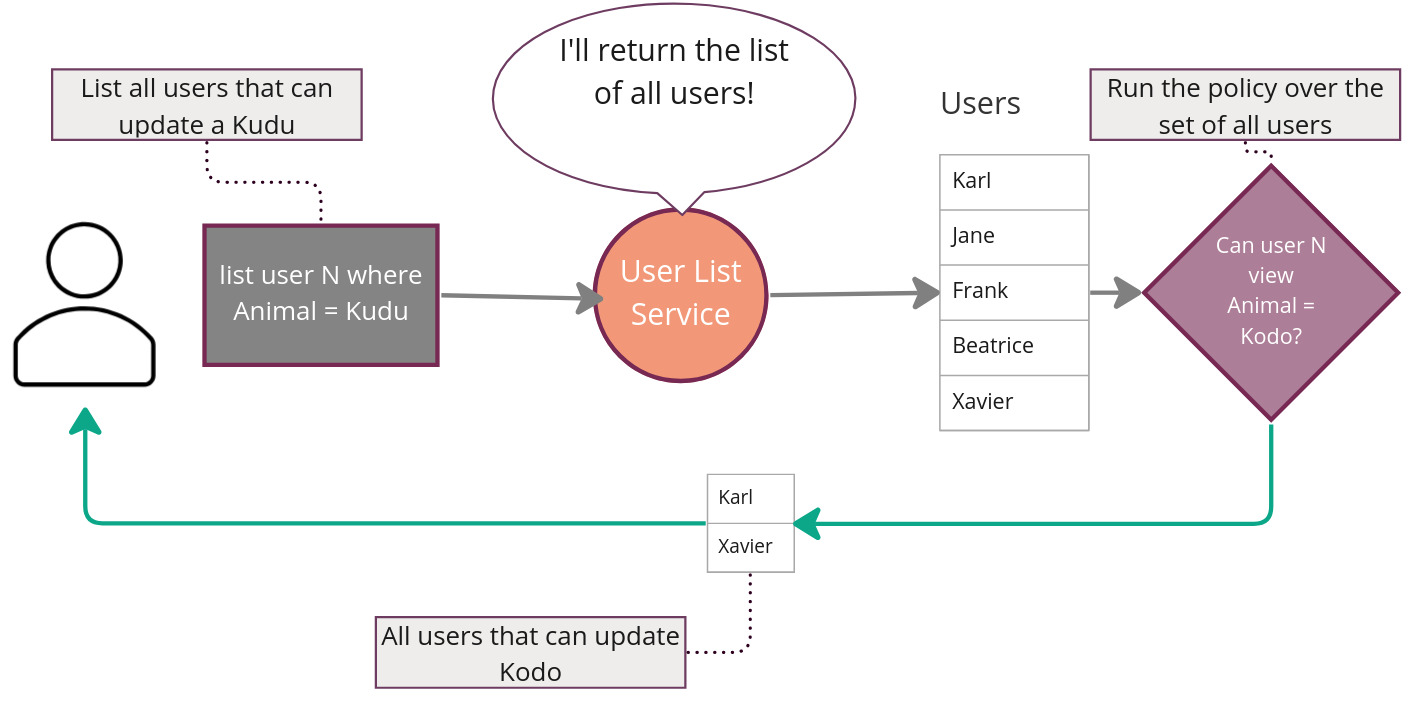 List all users that can
update a Kudu
I'll return the list
of all users!
Users
Run the policy over the
set of all users
list user N where
Animal = Kudu
User List
Service
Karl
Jane
Frank
Beatrice
Xavier
Can user N
view
Animal =
Kodo?
Karl
Xavier
All users that can update
Kodo